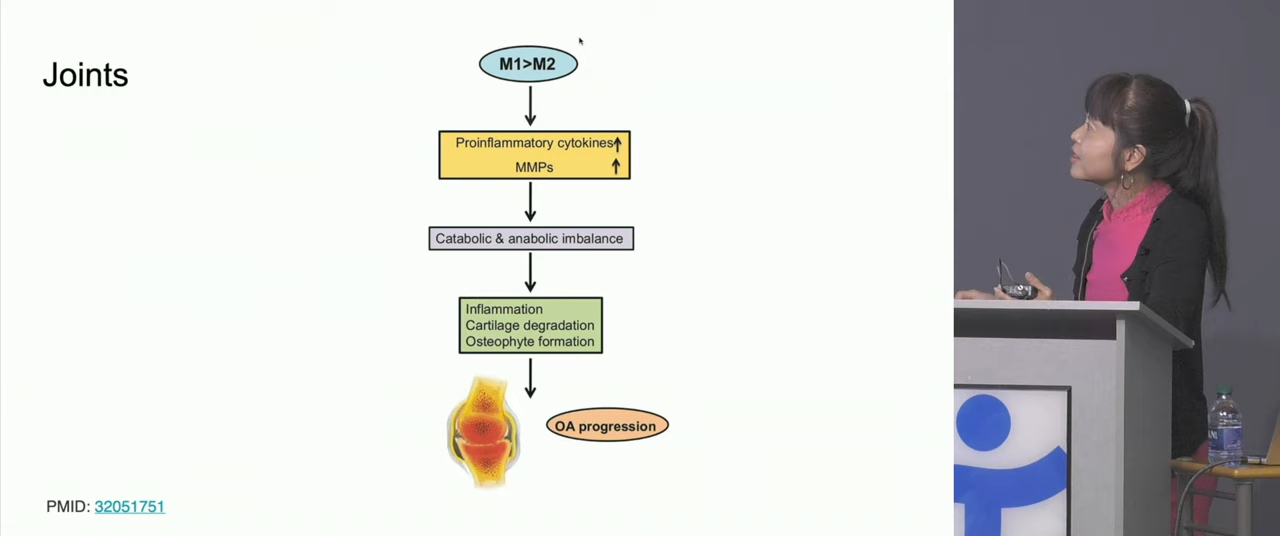 Joints
M1>M2
Proinflammatory cytokines↑
MMPs ↑
Catabolic & anabolic imbalance
Inflammation
Cartilage degradation
Osteophyte formation
OA progression
PMID: 32051751